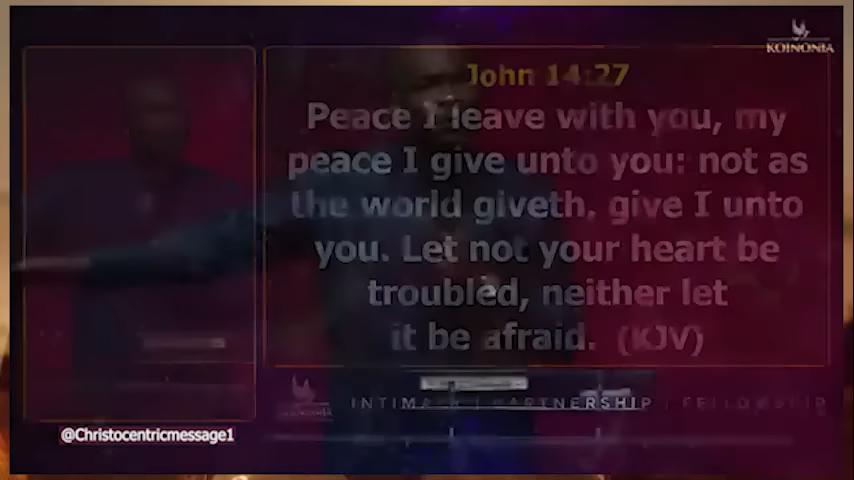 KOINONIA
John 14:27
Peace I leave with you, my
peace I give unto you: not as
the world giveth, give I unto
you. Let not your heart be
troubled, neither let
it be afraid. (KJV)
KOINONIA
INTIMACY | PARTNERSHIP | FELLOWSHIP
@Christocentricmessage1